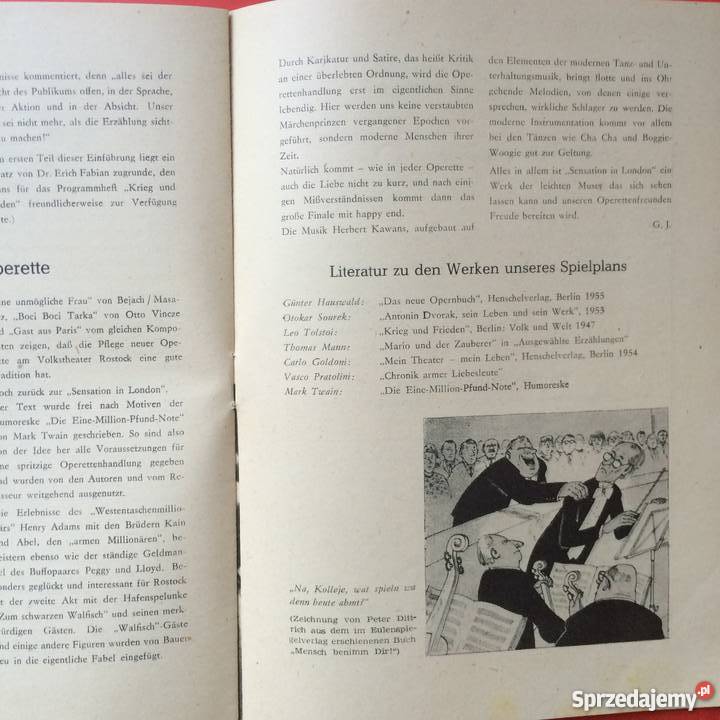 nisse kommentiert, denn „alles sei der
cht des Publikums offen, in der Sprache,
er Aktion und in der Absicht. Unser
sei nicht mehr, als die Erzählung sicht-
zu machen!“
n ersten Teil dieser Einführung liegt ein
atz von Dr. Erich Fabian zugrunde, den
ans für das Programmheft „Krieg und
den“ freundlicherweise zur Verfügung
te.)
perette
ine unmögliche Frau“ von Bejach / Masa-
z, „Boci Boci Tarka“ von Otto Vincze
d „Gast aus Paris“ vom gleichen Kompo-
ten zeigen, daß die Pflege neuer Ope-
te am Volkstheater Rostock eine gute
adition hat.
och zurück zur „Sensation in London“.
er Text wurde frei nach Motiven der
umoreske „Die Eine-Million-Pfund-Note“
on Mark Twain geschrieben. So sind also
on der Idee her alle Voraussetzungen für
ne spritzige Operettenhandlung gegeben
nd wurden von den Autoren und vom Re-
sseur weitgehend ausgenutzt.
ie Erlebnisse des „Westentaschenmillio-
ärs“ Henry Adams mit den Brüdern Kain
nd Abel, den „armen Millionären“, be-
eistern ebenso wie der ständige Geldman-
el des Buffopaares Peggy und Lloyd. Be-
onders geglückt und interessant für Rostock
t der zweite Akt mit der Hafenspelunke
Zum schwarzen Walfisch“ und seinen merk-
ürdigen Gästen. Die „Walfisch“-Gäste
nd einige andere Figuren wurden von Bauer
eu in die eigentliche Fabel eingefügt.
Durch Karikatur und Satire, das heißt Kritik
an einer überlebten Ordnung, wird die Ope-
rettenhandlung erst im eigentlichen Sinne
lebendig. Hier werden uns keine verstaubten
Märchenprinzen vergangener Epochen vor-
geführt, sondern moderne Menschen ihrer
Zeit.
Natürlich kommt – wie in jeder Operette –
auch die Liebe nicht zu kurz, und nach eini-
gen Mißverständnissen kommt dann das
große Finale mit happy end.
Die Musik Herbert Kawans, aufgebaut auf
den Elementen der modernen Tanz- und Un-
terhaltungsmusik, bringt flotte und ins Ohr
gehende Melodien, von denen einige ver-
sprechen, wirkliche Schlager zu werden. Die
moderne Instrumentation kommt vor allem
bei den Tänzen wie Cha Cha und Boggie-
Woogie gut zur Geltung.
Alles in allem ist „Sensation in London“ ein
Werk der leichten Muse, das sich sehen
lassen kann und unseren Operettenfreunden
Freude bereiten wird.
G. J.
Literatur zu den Werken unseres Spielplans
Günter Hauswald: „Das neue Opernbuch“, Henschelverlag, Berlin 1955
Otokar Sourek: „Antonin Dvorak, sein Leben und sein Werk“, 1953
Leo Tolstoi: „Krieg und Frieden“, Berlin: Volk und Welt 1947
Thomas Mann: „Mario und der Zauberer“ in „Ausgewählte Erzählungen“
Carlo Goldoni: „Mein Theater – mein Leben“, Henschelverlag, Berlin 1954
Vasco Pratolini: „Chronik armer Liebesleute“
Mark Twain: „Die Eine-Million-Pfund-Note“, Humoreske
„Na, Kolleje, wat spieln wa
denn heute abmt?“
(Zeichnung von Peter Ditt-
rich aus dem im Eulenspie-
gelverlag erschienenen Buch
„Mensch benimm Dir!“)
Sprzedajemy.pl